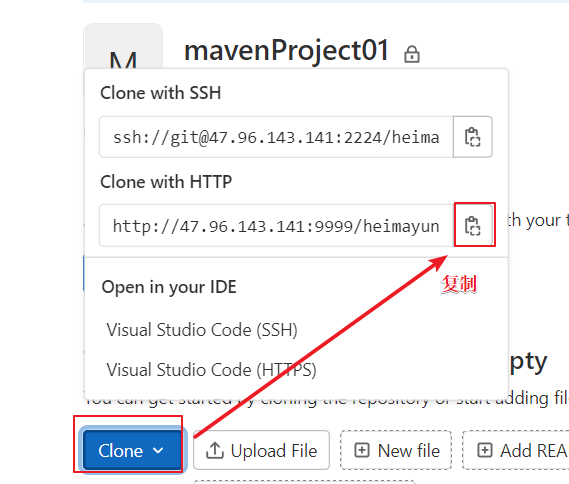 M
mavenProject01
Clone with SSH
ssh://git@47.96.143.141:2224/heima
Clone with HTTP
http://47.96.143.141:9999/heimayun
th your t
复制
Open in your IDE
Visual Studio Code (SSH)
Visual Studio Code (HTTPS)
pty
You can get started by cloning the repository or start adding file
Clone
Upload File
New file
Add REA